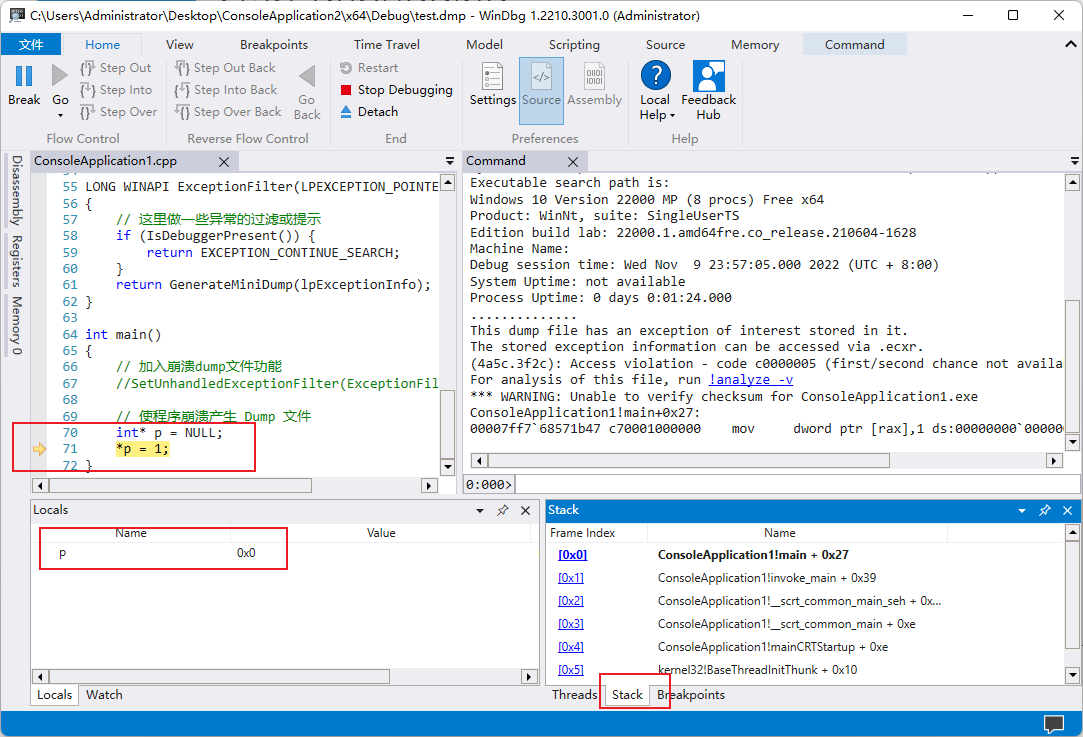 C:\Users\Administrator\Desktop\ConsoleApplication2\x64\Debug\test.dmp - WinDbg 1.2210.3001.0 (Administrator)
文件 Home View Breakpoints Time Travel Model Scripting Source Memory Command
Break
Go
Step Out
Step Into
Step Over
Flow Control
Step Out Back
Step Into Back
Step Over Back
Go Back
Reverse Flow Control
Restart
Stop Debugging
Detach
End
Settings
Source
Assembly
Preferences
Local Help
Feedback Hub
Help
Disassembly
Registers
Memory 0
ConsoleApplication1.cpp
55 LONG WINAPI ExceptionFilter(LPEXCEPTION_POINTE
56 {
57 // 这里做一些异常的过滤或提示
58 if (IsDebuggerPresent()) {
59 return EXCEPTION_CONTINUE_SEARCH;
60 }
61 return GenerateMiniDump(lpExceptionInfo);
62 }
63
64 int main()
65 {
66 // 加入崩溃dump文件功能
67 //SetUnhandledExceptionFilter(ExceptionFil
68
69 // 使程序崩溃产生 Dump 文件
70 int* p = NULL;
71 *p = 1;
72 }
Command
Executable search path is:
Windows 10 Version 22000 MP (8 procs) Free x64
Product: WinNt, suite: SingleUserTS
Edition build lab: 22000.1.amd64fre.co_release.210604-1628
Machine Name:
Debug session time: Wed Nov  9 23:57:05.000 2022 (UTC + 8:00)
System Uptime: not available
Process Uptime: 0 days 0:01:24.000
..............
This dump file has an exception of interest stored in it.
The stored exception information can be accessed via .ecxr.
(4a5c.3f2c): Access violation - code c0000005 (first/second chance not availa
For analysis of this file, run !analyze -v
*** WARNING: Unable to verify checksum for ConsoleApplication1.exe
ConsoleApplication1!main+0x27:
00007ff7`68571b47 c70001000000    mov     dword ptr [rax],1 ds:00000000`00000
0:000>
Locals
Name Value
p 0x0
Locals Watch
Stack
Frame Index Name
[0x0] ConsoleApplication1!main + 0x27
[0x1] ConsoleApplication1!invoke_main + 0x39
[0x2] ConsoleApplication1!__scrt_common_main_seh + 0x...
[0x3] ConsoleApplication1!__scrt_common_main + 0xe
[0x4] ConsoleApplication1!mainCRTStartup + 0xe
[0x5] kernel32!BaseThreadInitThunk + 0x10
Threads Stack Breakpoints